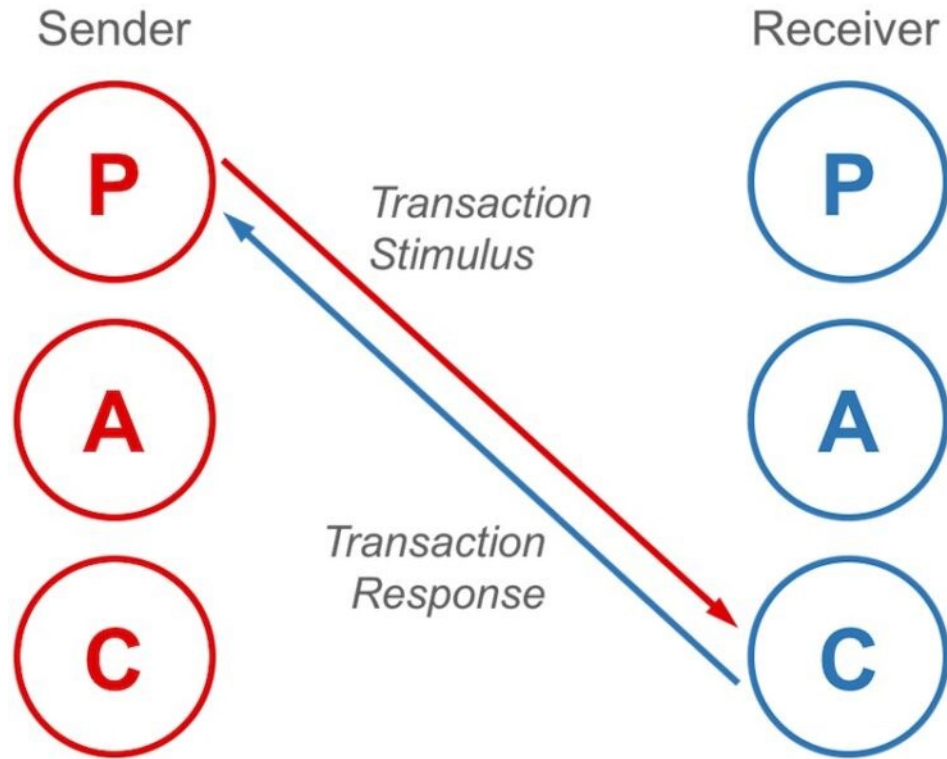 Sender
Receiver
P
P
Transaction
Stimulus
A
A
Transaction
Response
C
C